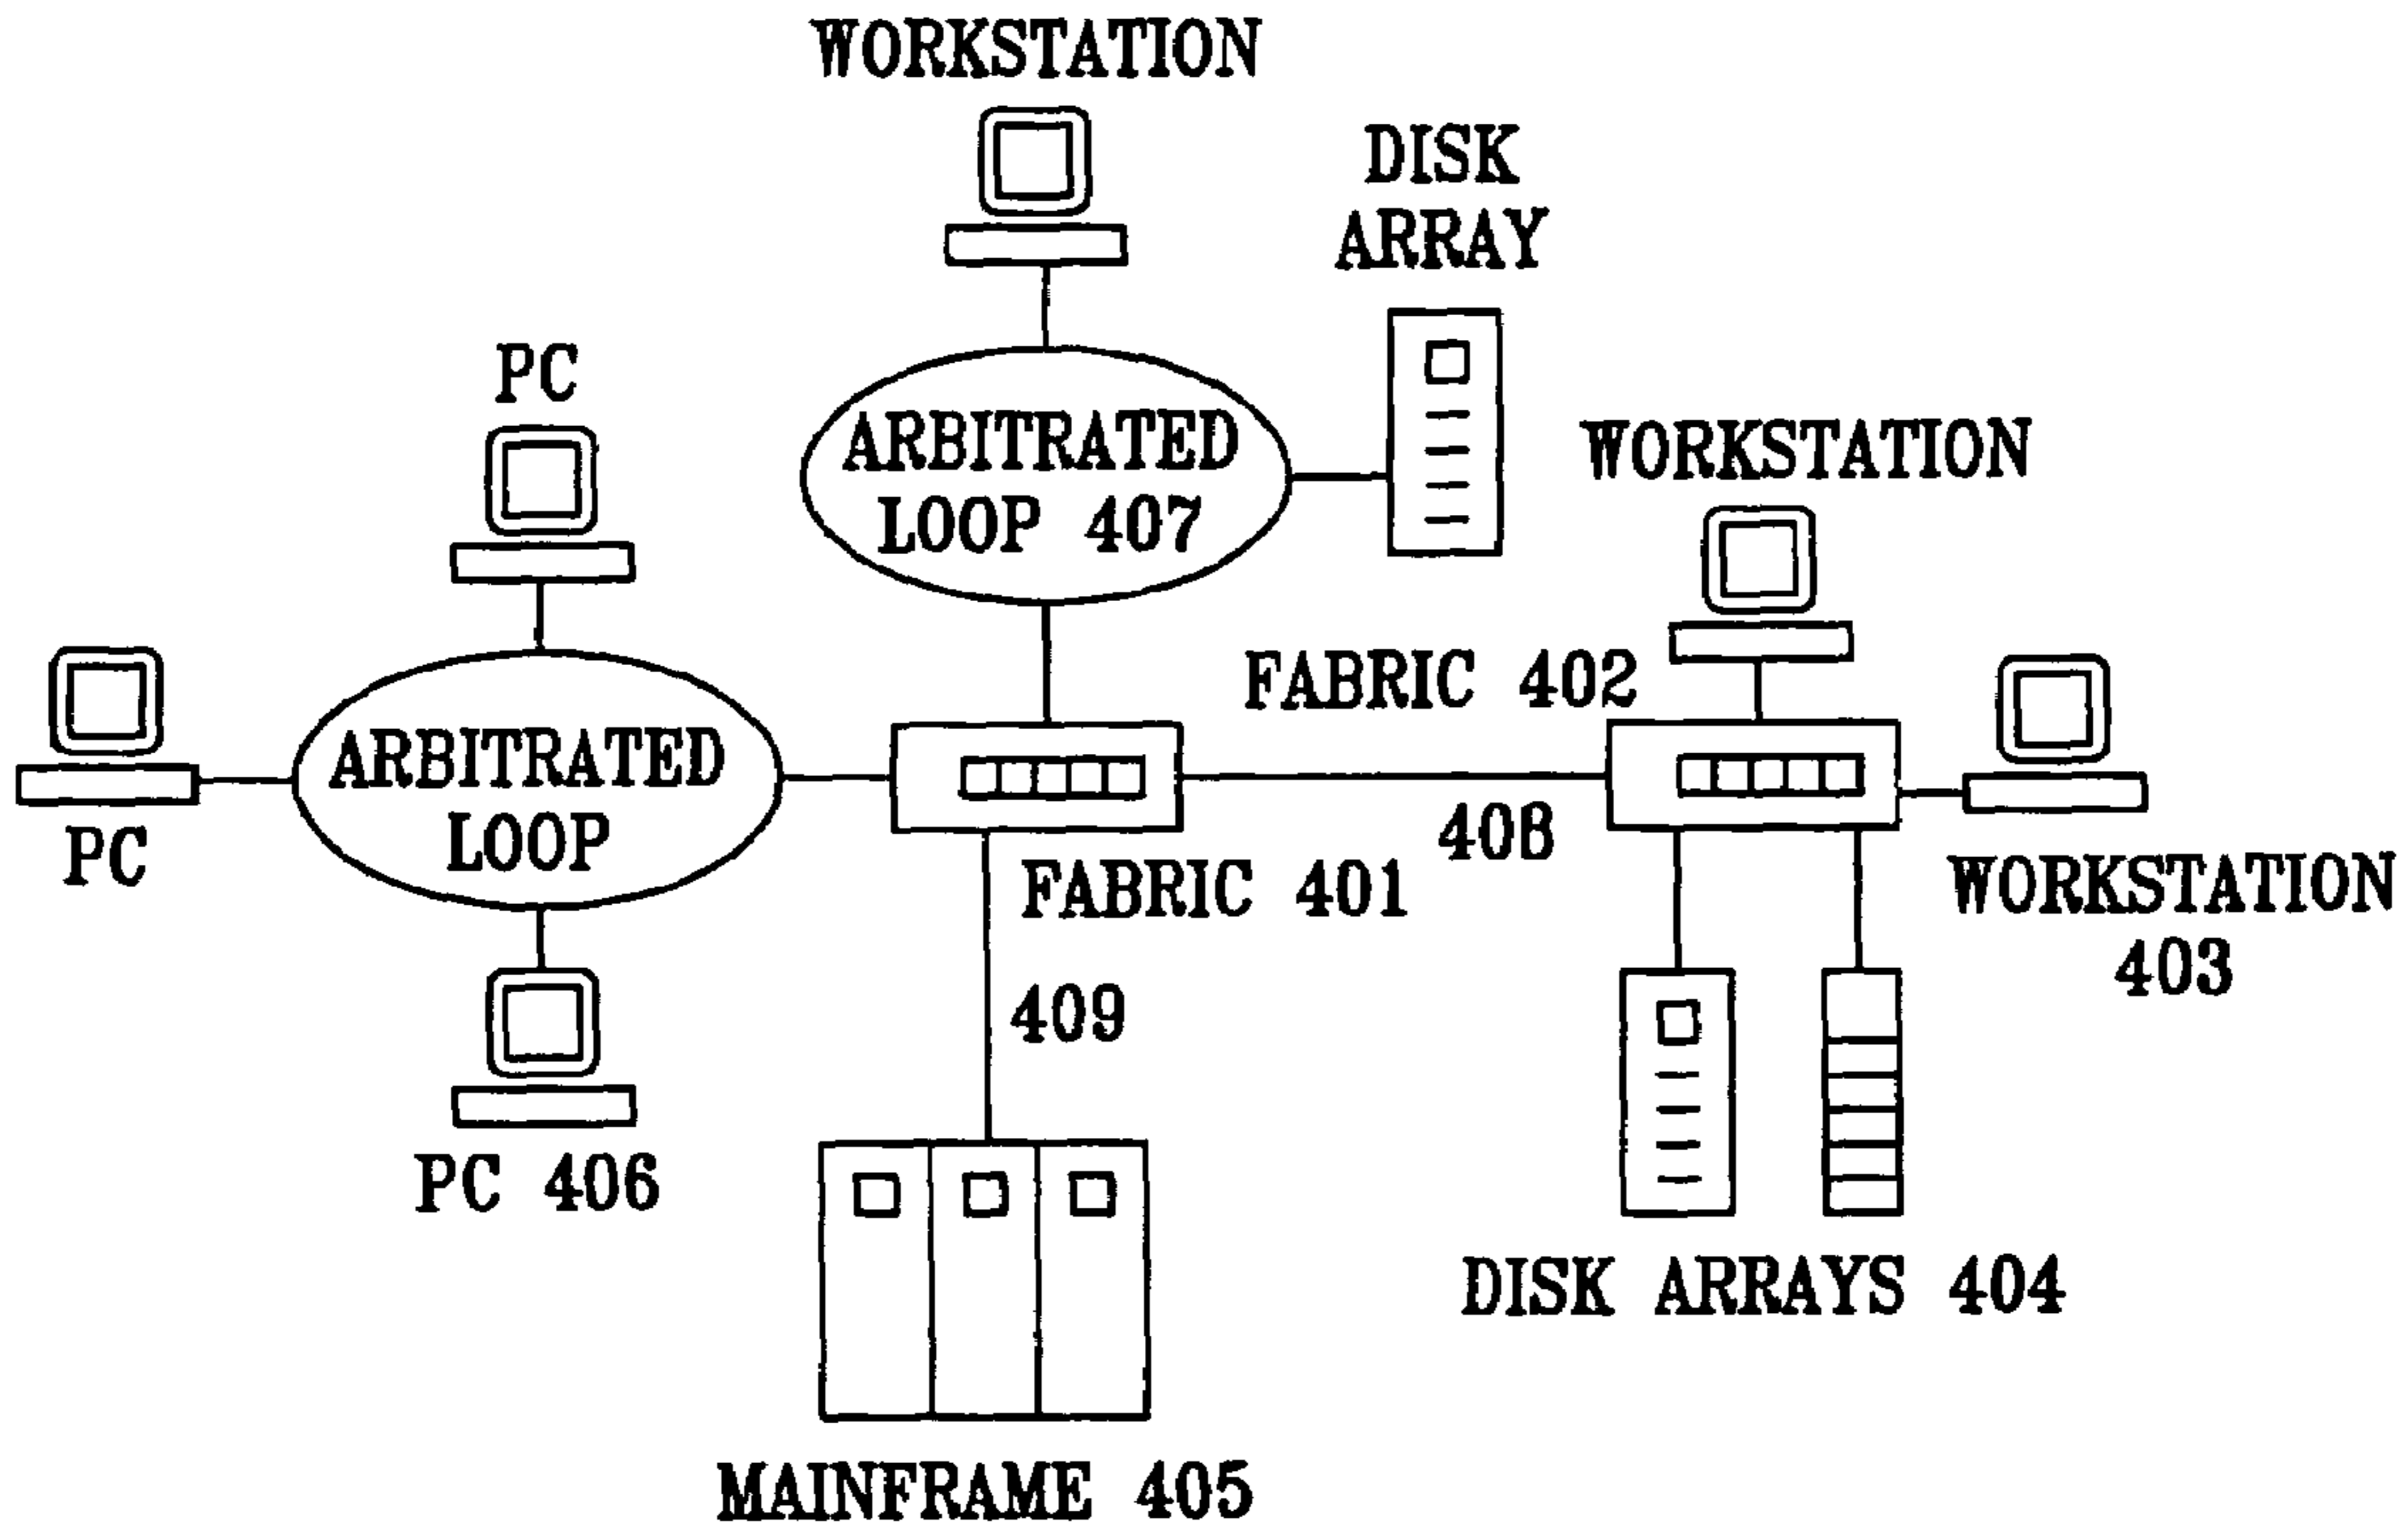 WORKSTATION
DISK
ARRAY
PC
ARBITRATED
LOOP 407
WORKSTATION
FABRIC 402
ARBITRATED
LOOP
PC
408
FABRIC 401
WORKSTATION
403
409
PC 406
DISK ARRAYS 404
MAINFRAME 405